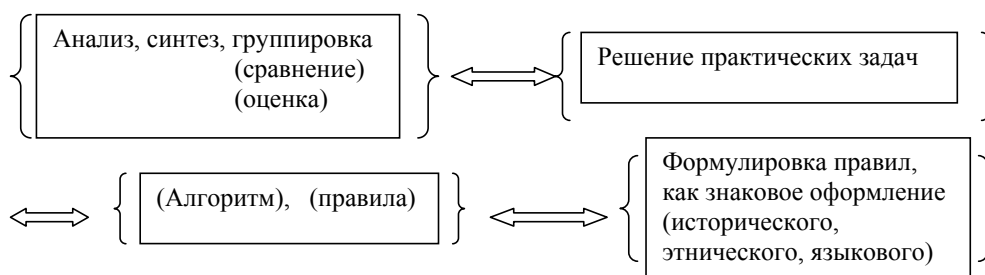 Анализ, синтез, группировка
(сравнение)
(оценка)
Решение практических задач
(Алгоритм), (правила)
Формулировка правил,
как знаковое оформление
(исторического,
этнического, языкового)